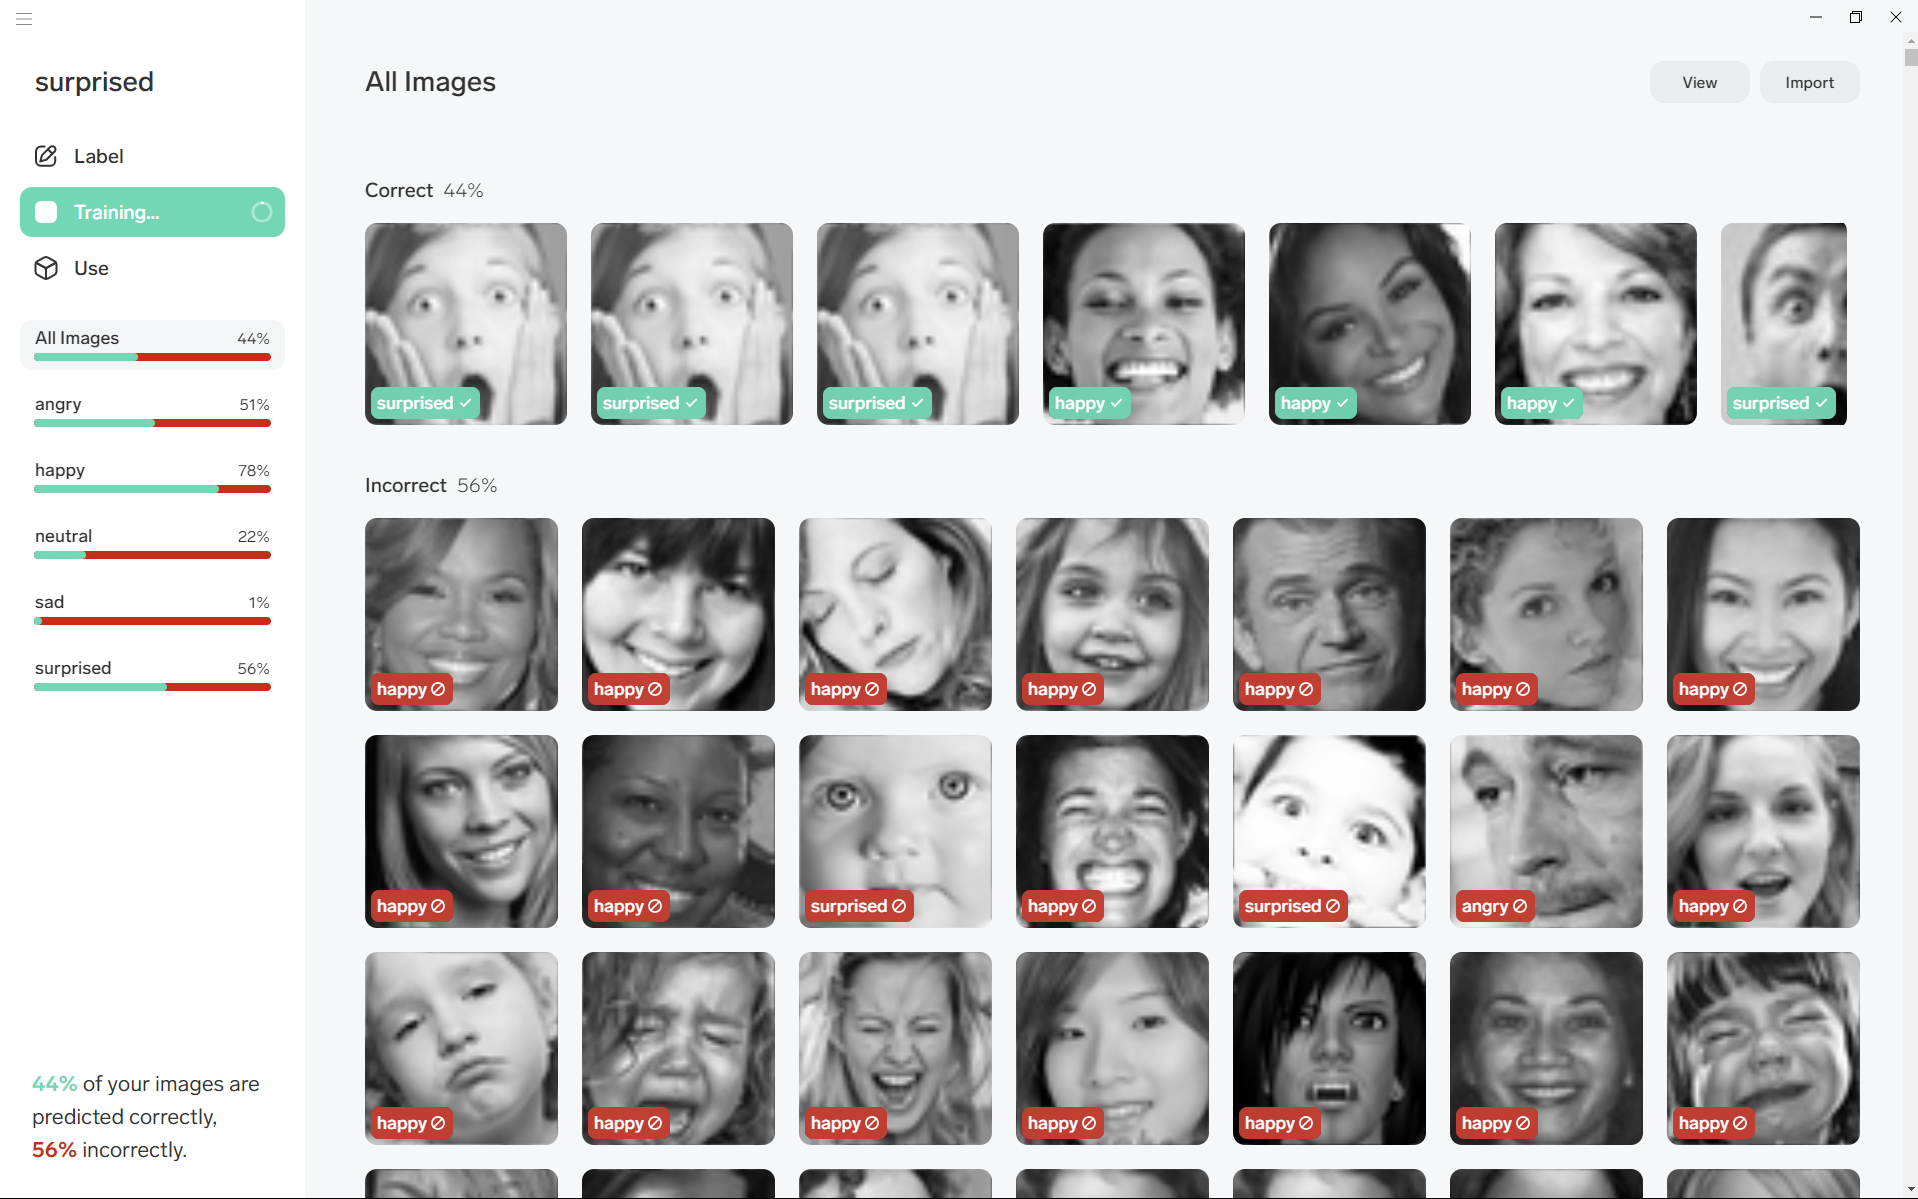 surprised
Label
Training...
Use
All Images 44%
angry 51%
happy 78%
neutral 22%
sad 1%
surprised 56%
44% of your images are
predicted correctly,
56% incorrectly.
All Images
View Import
Correct 44%
surprised surprised surprised happy happy happy surprised
Incorrect 56%
happy happy happy happy happy happy happy
happy happy surprised happy surprised angry happy
happy happy happy happy happy happy happy